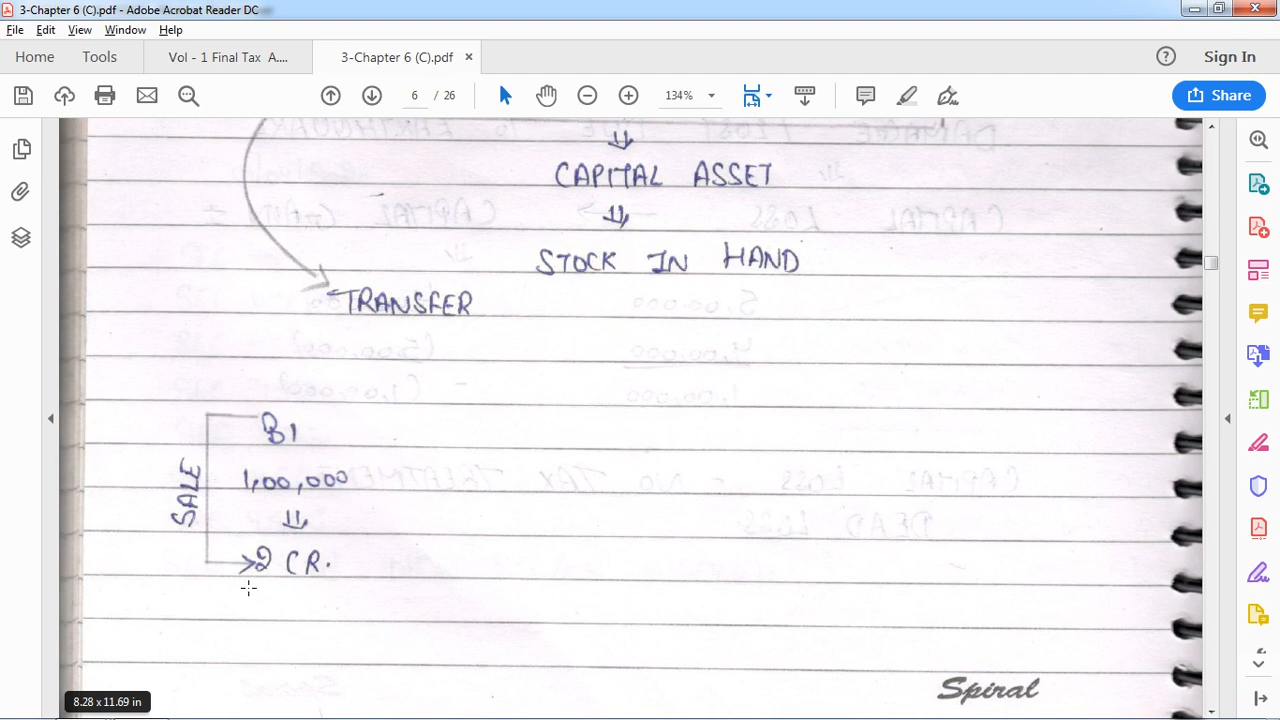 3-Chapter 6 (C).pdf - Adobe Acrobat Reader DC
File Edit View Window Help
Home Tools Vol - 1 Final Tax A.... 3-Chapter 6 (C).pdf × Sign In
6 / 26 134% Share
CAPITAL ASSET
STOCK IN HAND
TRANSFER
B1
SALE
1,00,000
2 CR.
8.28 x 11.69 in
Spiral